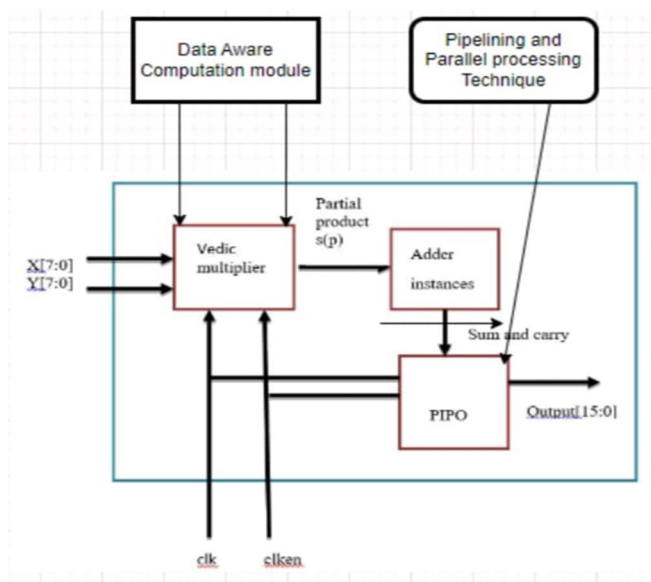 Data Aware
Computation module
Pipelining and
Parallel processing
Technique
Partial
product
s(p)
Vedic
multiplier
Adder
instances
X[7:0]
Y[7:0]
Sum and carry
PIPO
Output[15:0]
clk
clken